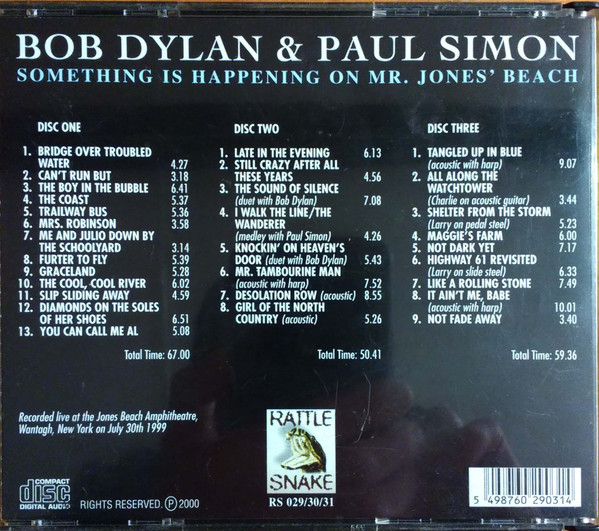 BOB DYLAN & PAUL SIMON
SOMETHING IS HAPPENING ON MR. JONES' BEACH
DISC ONE
1. BRIDGE OVER TROUBLED
WATER 4.27
2. CAN'T RUN BUT 3.18
3. THE BOY IN THE BUBBLE 6.41
4. THE COAST 5.37
5. TRAILWAY BUS 5.36
6. MRS. ROBINSON 3.58
7. ME AND JULIO DOWN BY
THE SCHOOLYARD 3.14
8. FURTER TO FLY 5.39
9. GRACELAND 5.28
10. THE COOL, COOL RIVER 6.02
11. SLIP SLIDING AWAY 4.59
12. DIAMONDS ON THE SOLES
OF HER SHOES 6.51
13. YOU CAN CALL ME AL 5.08
Total Time: 67.00
DISC TWO
1. LATE IN THE EVENING 6.13
2. STILL CRAZY AFTER ALL
THESE YEARS 4.56
3. THE SOUND OF SILENCE
(duet with Bob Dylan) 7.08
4. I WALK THE LINE/THE
WANDERER
(medley with Paul Simon) 4.26
5. KNOCKIN' ON HEAVEN'S
DOOR (duet with Bob Dylan) 5.43
6. MR. TAMBOURINE MAN
(acoustic with harp) 7.52
7. DESOLATION ROW (acoustic) 8.55
8. GIRL OF THE NORTH
COUNTRY (acoustic) 5.26
Total Time: 50.41
DISC THREE
1. TANGLED UP IN BLUE
(acoustic with harp) 9.07
2. ALL ALONG THE
WATCHTOWER
(Charlie on acoustic guitar) 3.44
3. SHELTER FROM THE STORM
(Larry on pedal steel) 5.23
4. MAGGIE'S FARM 6.00
5. NOT DARK YET 7.17
6. HIGHWAY 61 REVISITED
(Larry on slide steel) 6.33
7. LIKE A ROLLING STONE 7.49
8. IT AIN'T ME, BABE
(acoustic with harp) 10.01
9. NOT FADE AWAY 3.40
Total Time: 59.36
Recorded live at the Jones Beach Amphitheatre,
Wantagh, New York on July 30th 1999
RATTLE
SNAKE
RS 029/30/31
COMPACT
disc
DIGITAL AUDIO
RIGHTS RESERVED. Ⓟ 2000
5 498760 290314